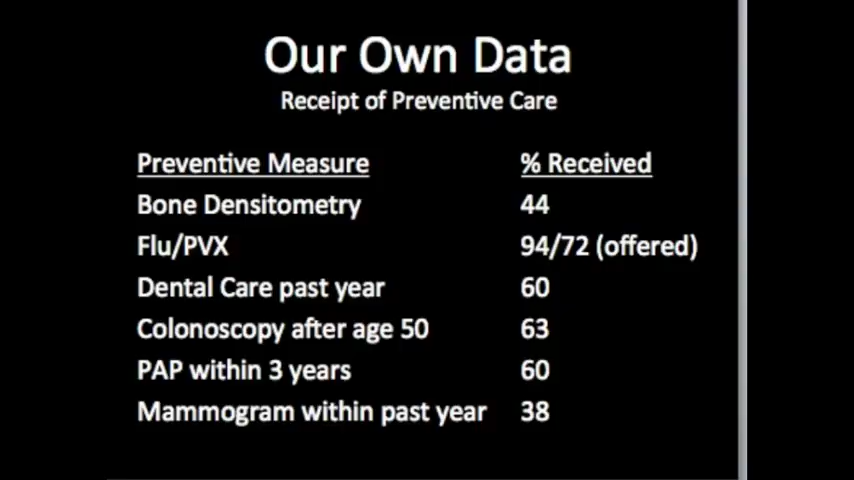 Our Own Data
Receipt of Preventive Care
Preventive Measure % Received
Bone Densitometry 44
Flu/PVX 94/72 (offered)
Dental Care past year 60
Colonoscopy after age 50 63
PAP within 3 years 60
Mammogram within past year 38